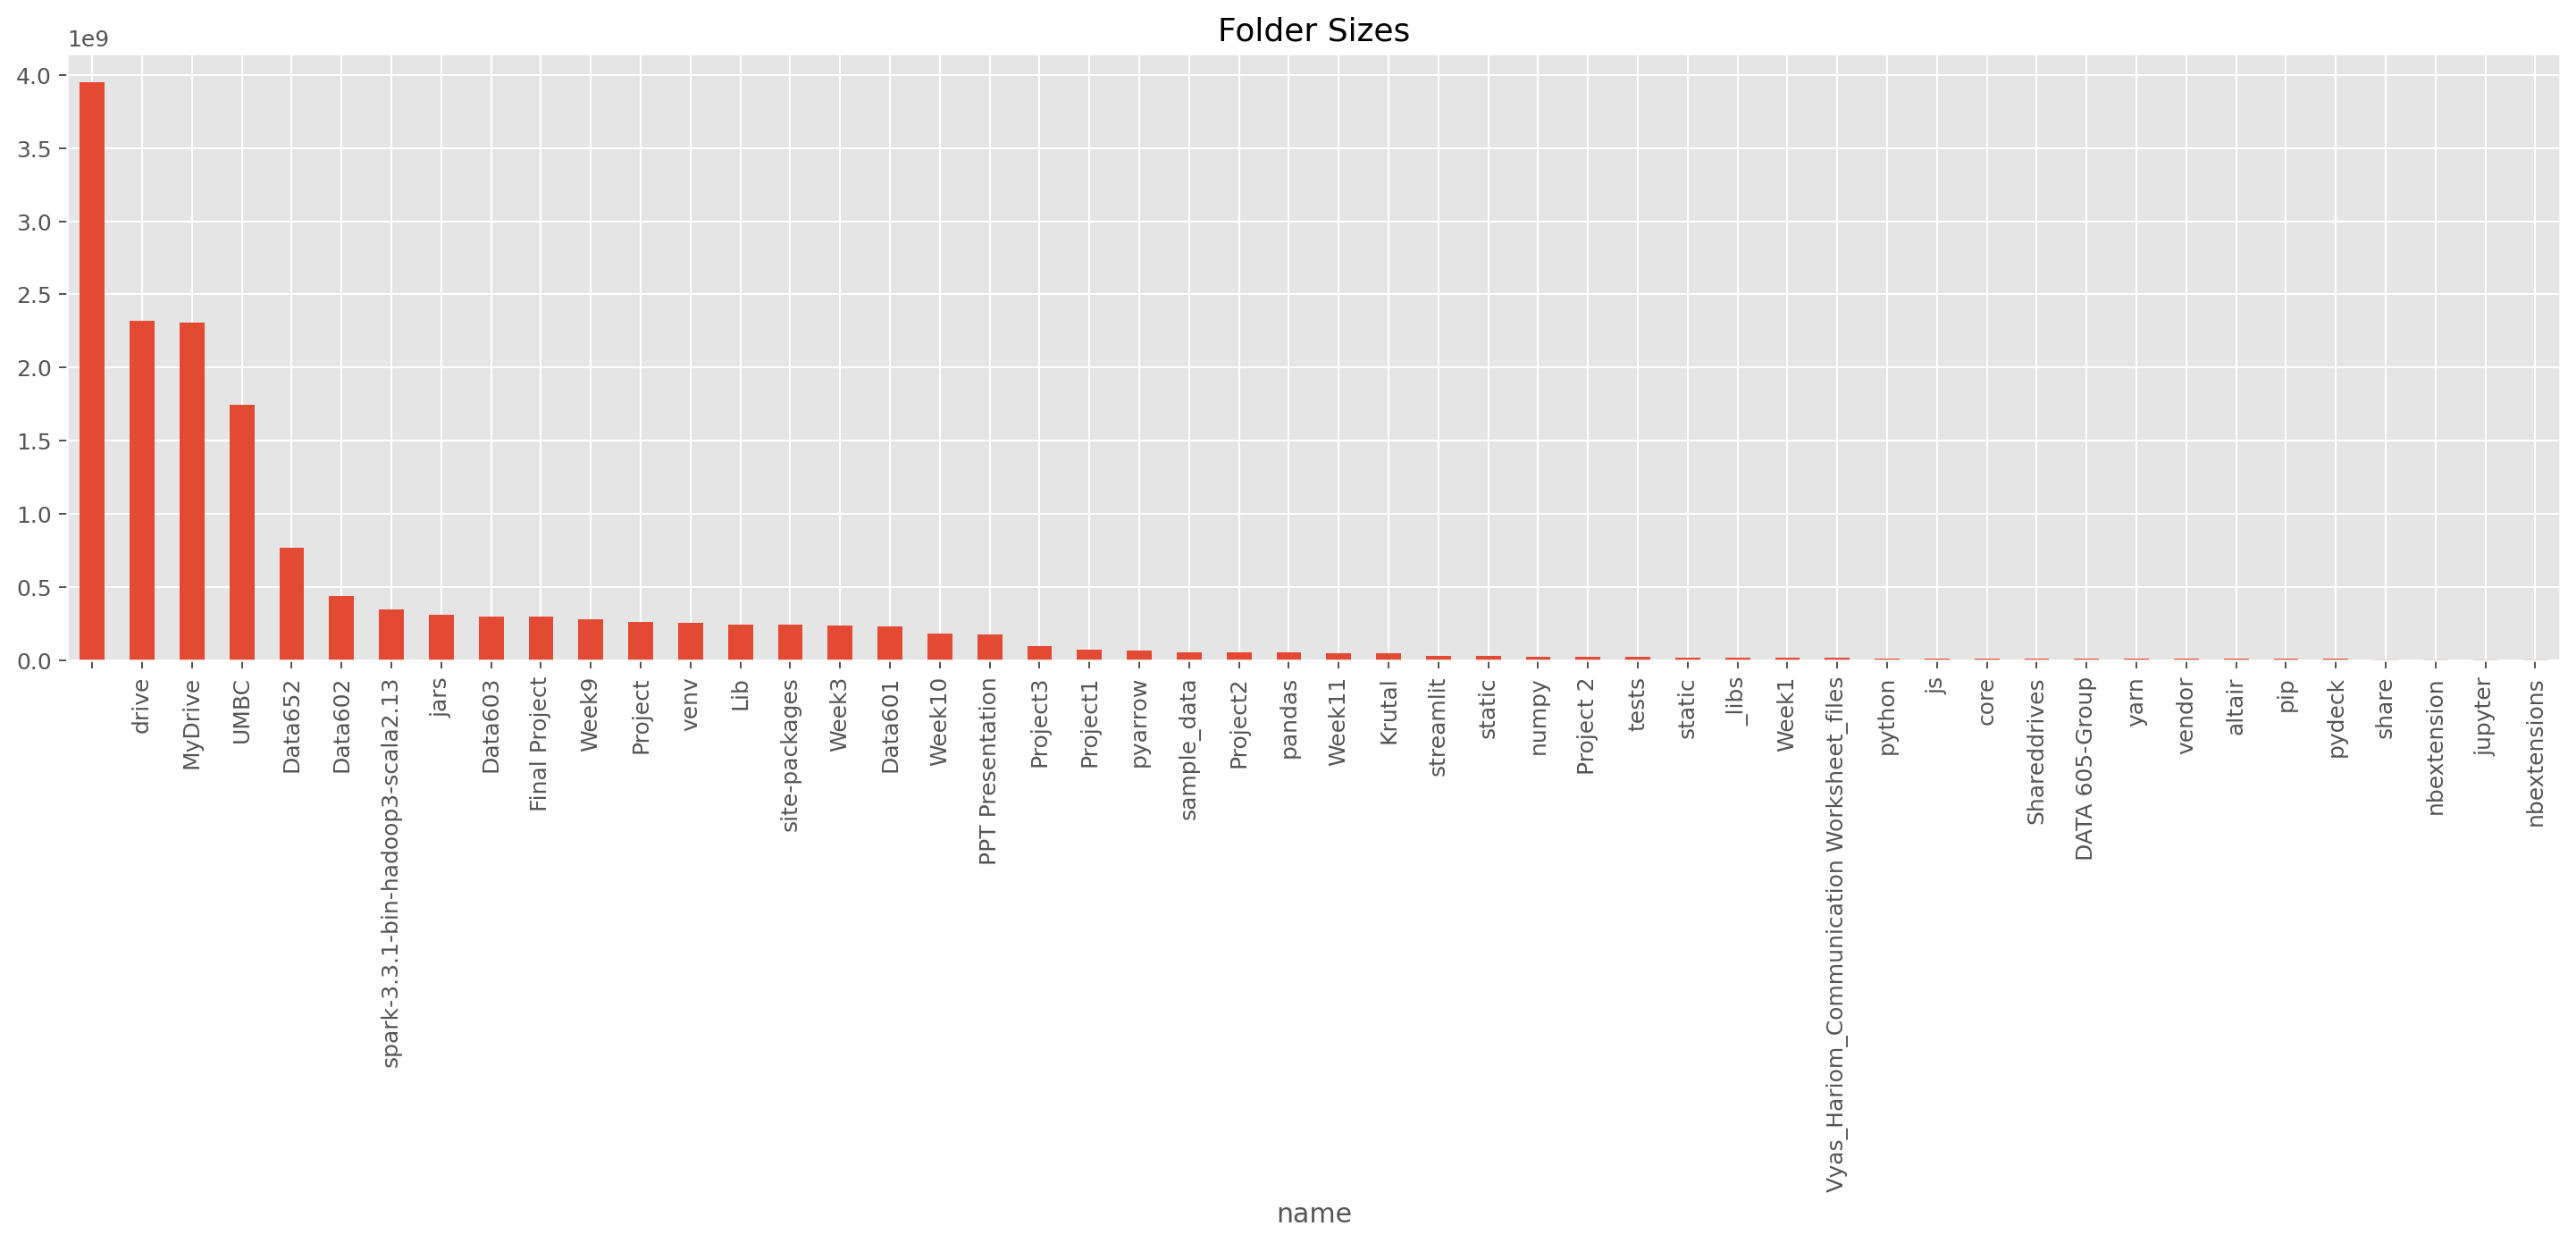 Folder Sizes
1e9
4.0
3.5
3.0
2.5
2.0
1.5
1.0
0.5
0.0
drive
MyDrive
UMBC
Data652
Data602
spark-3.3.1-bin-hadoop3-scala2.13
jars
Data603
Final Project
Week9
Project
venv
Lib
site-packages
Week3
Data601
Week10
PPT Presentation
Project3
Project1
pyarrow
sample_data
Project2
pandas
Week11
Krutal
streamlit
static
numpy
Project 2
tests
static
_libs
Week1
Vyas_Hariom_Communication Worksheet_files
python
js
core
Shareddrives
DATA 605-Group
yarn
vendor
altair
pip
pydeck
share
nbextension
jupyter
nbextensions
name